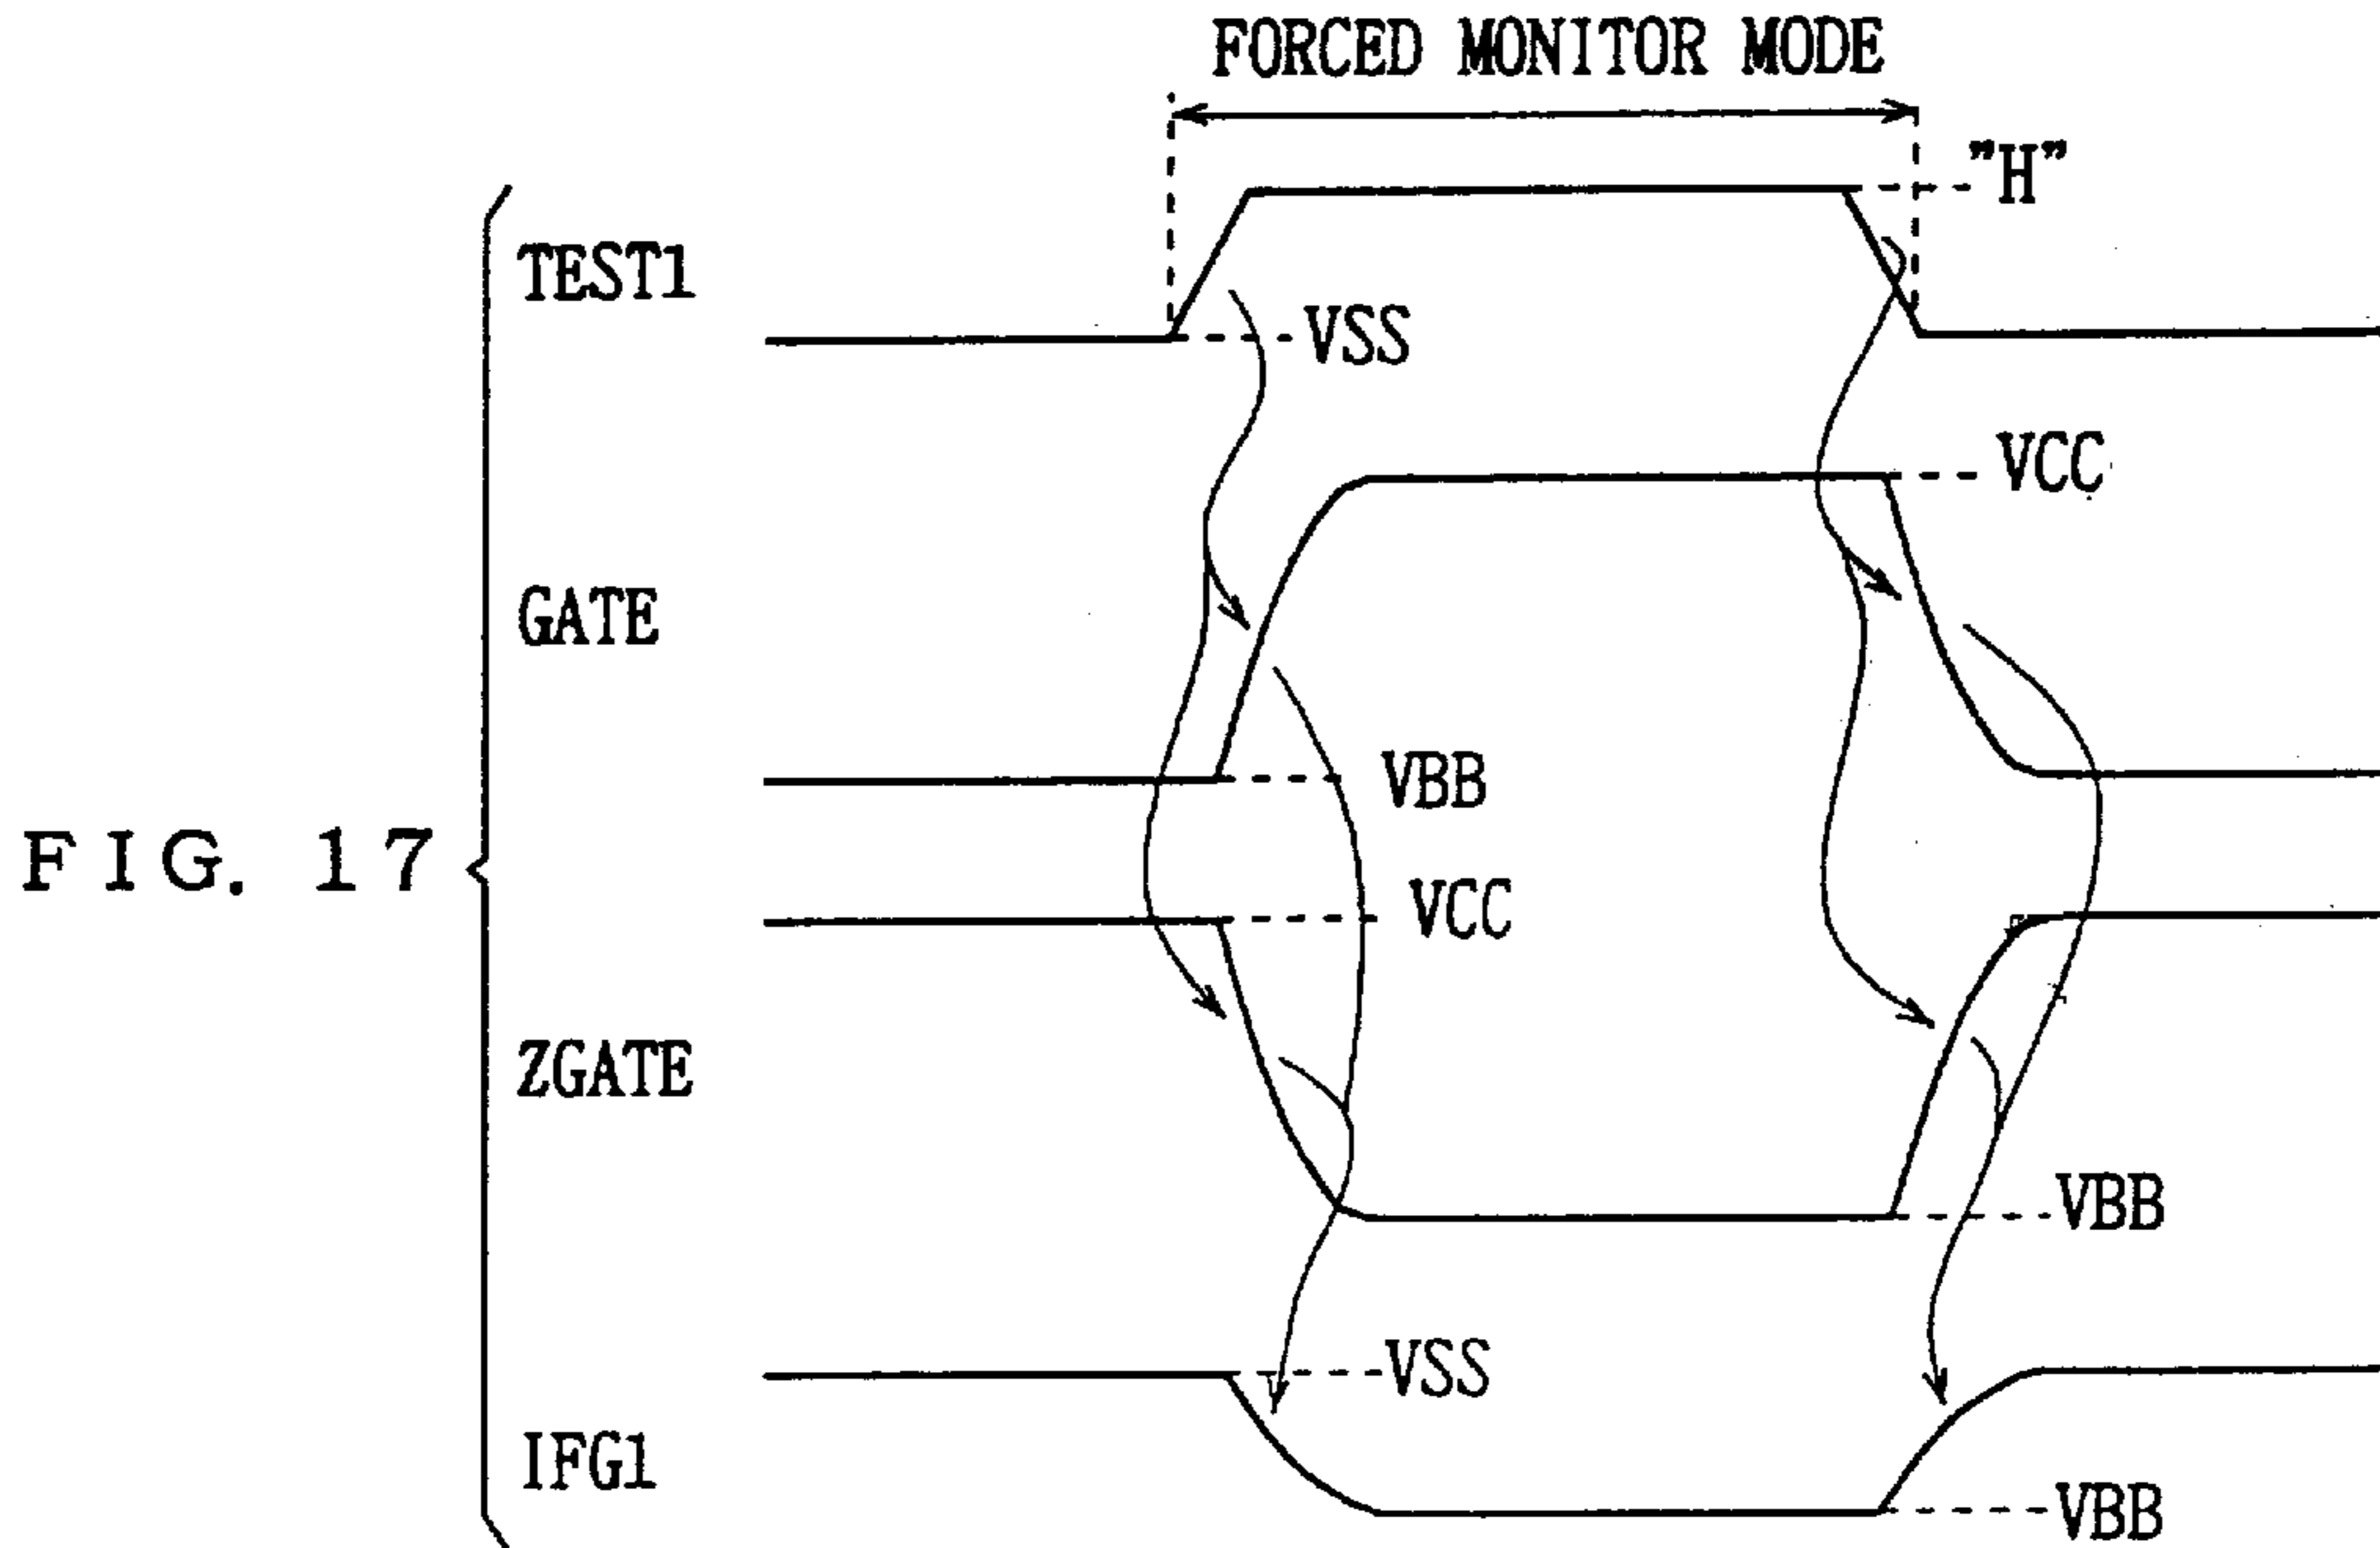 FORCED MONITOR MODE
"H"
TEST1
VSS
VCC
GATE
VBB
FIG. 17
VCC
ZGATE
VBB
VSS
IFG1
VBB